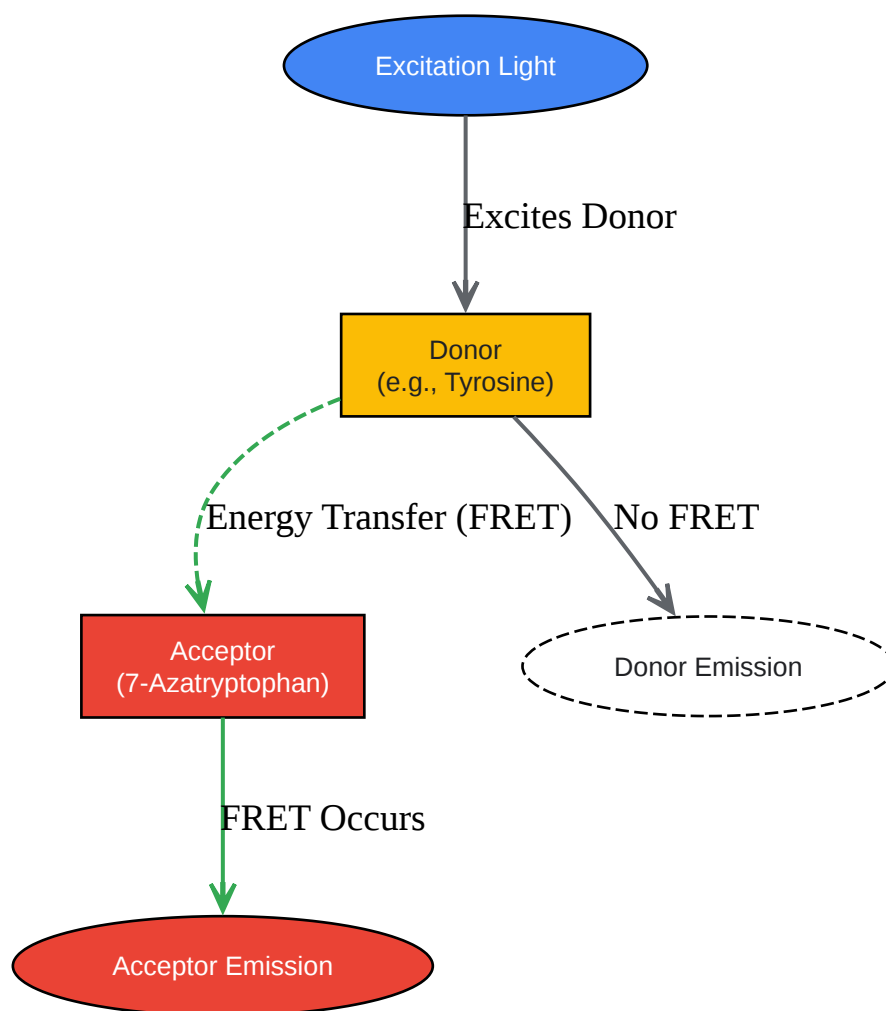 Excitation Light
Excites Donor
Donor
(e.g., Tyrosine)
Energy Transfer (FRET)
No FRET
Acceptor
(7-Azatryptophan)
Donor Emission
FRET Occurs
Acceptor Emission